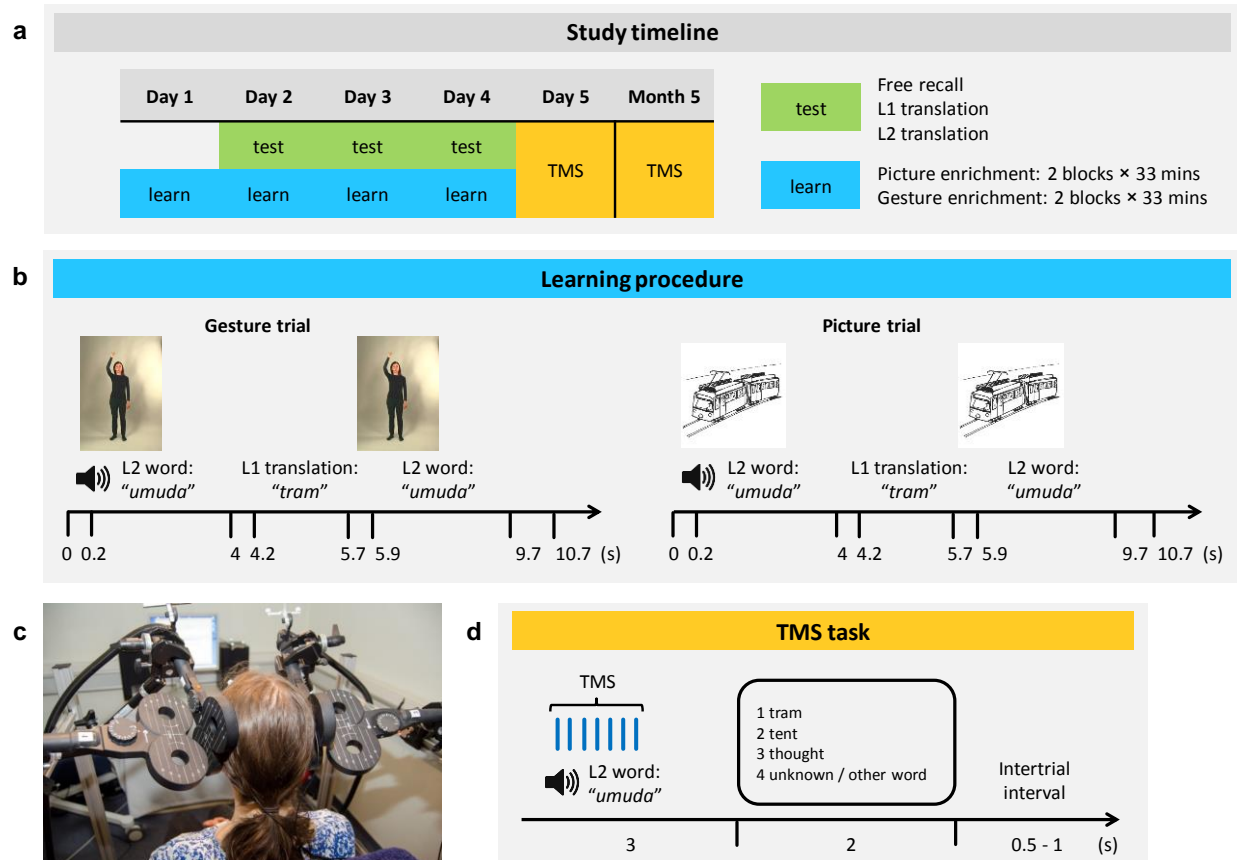 a
Study timeline
Day 1 Day 2 Day 3 Day 4 Day 5 Month 5
test test test
TMS TMS
learn learn learn learn
test
Free recall
L1 translation
L2 translation
learn
Picture enrichment: 2 blocks × 33 mins
Gesture enrichment: 2 blocks × 33 mins
b
Learning procedure
Gesture trial
L2 word:
"umuda"
L1 translation:
"tram"
L2 word:
"umuda"
0 0.2 4 4.2 5.7 5.9 9.7 10.7 (s)
Picture trial
L2 word:
"umuda"
L1 translation:
"tram"
L2 word:
"umuda"
0 0.2 4 4.2 5.7 5.9 9.7 10.7 (s)
c
d
TMS task
TMS
L2 word:
"umuda"
1 tram
2 tent
3 thought
4 unknown / other word
Intertrial
interval
3 2 0.5 - 1 (s)